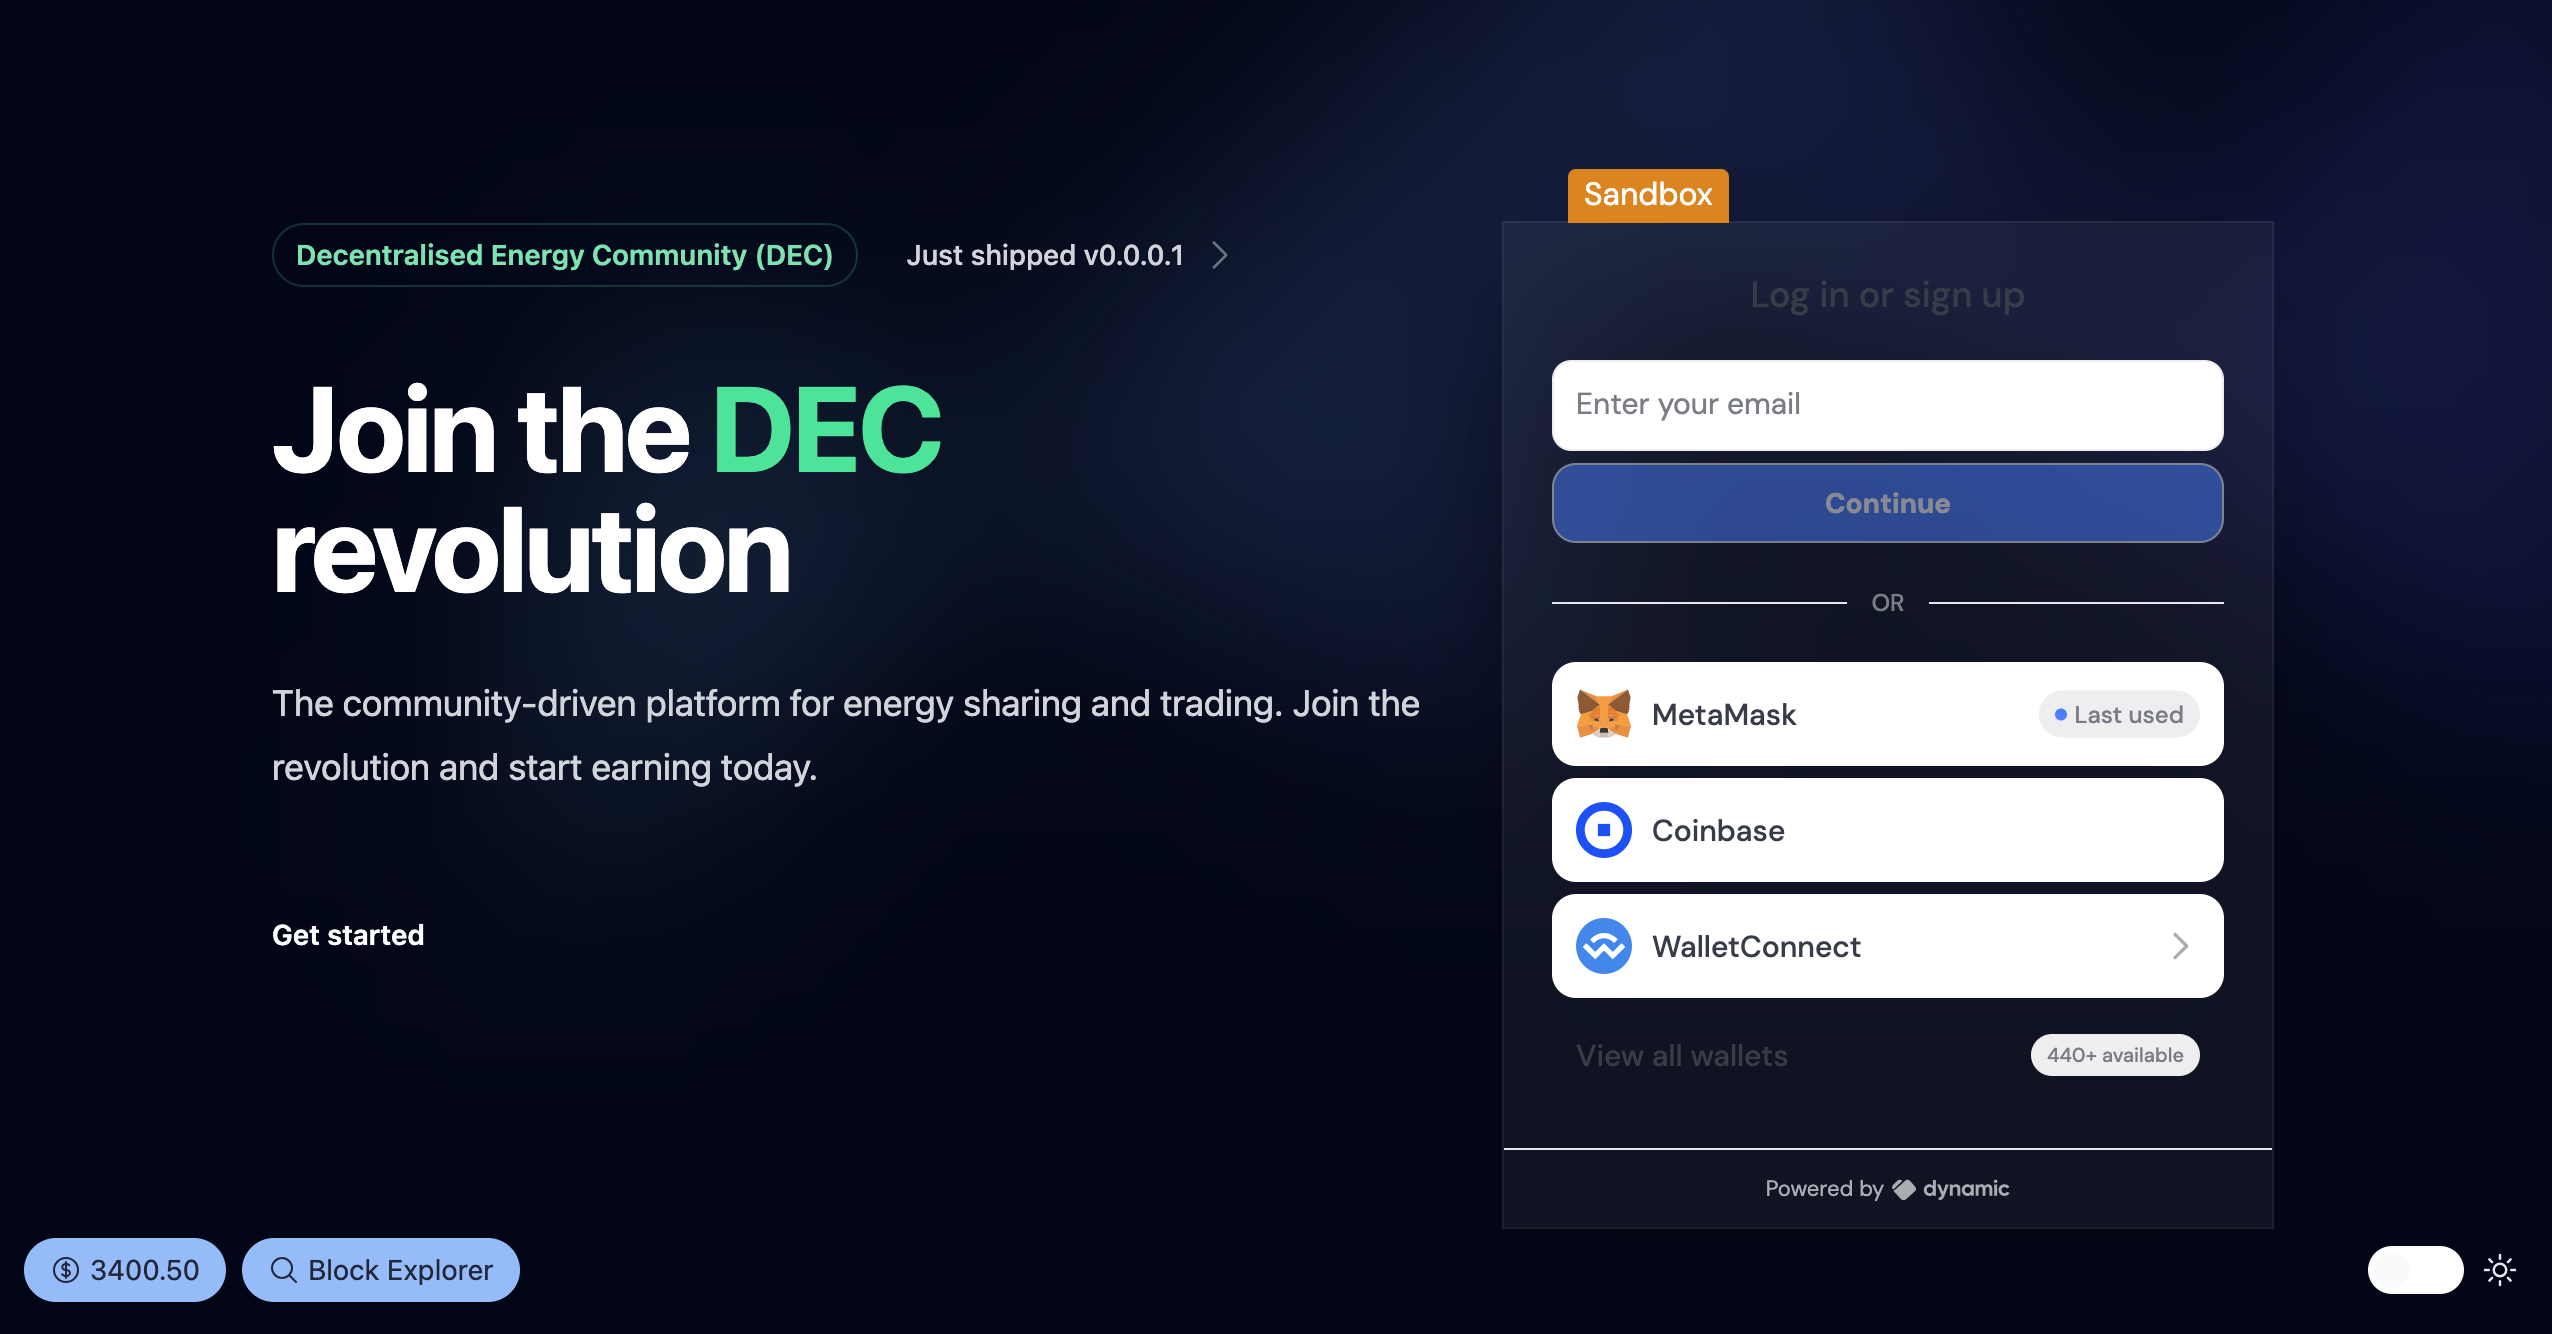 Decentralised Energy Community (DEC)
Just shipped v0.0.0.1
Join the DEC
revolution
The community-driven platform for energy sharing and trading. Join the
revolution and start earning today.
Get started
Sandbox
Log in or sign up
Enter your email
Continue
OR
MetaMask
Last used
Coinbase
WalletConnect
View all wallets
440+ available
Powered by dynamic
3400.50
Block Explorer